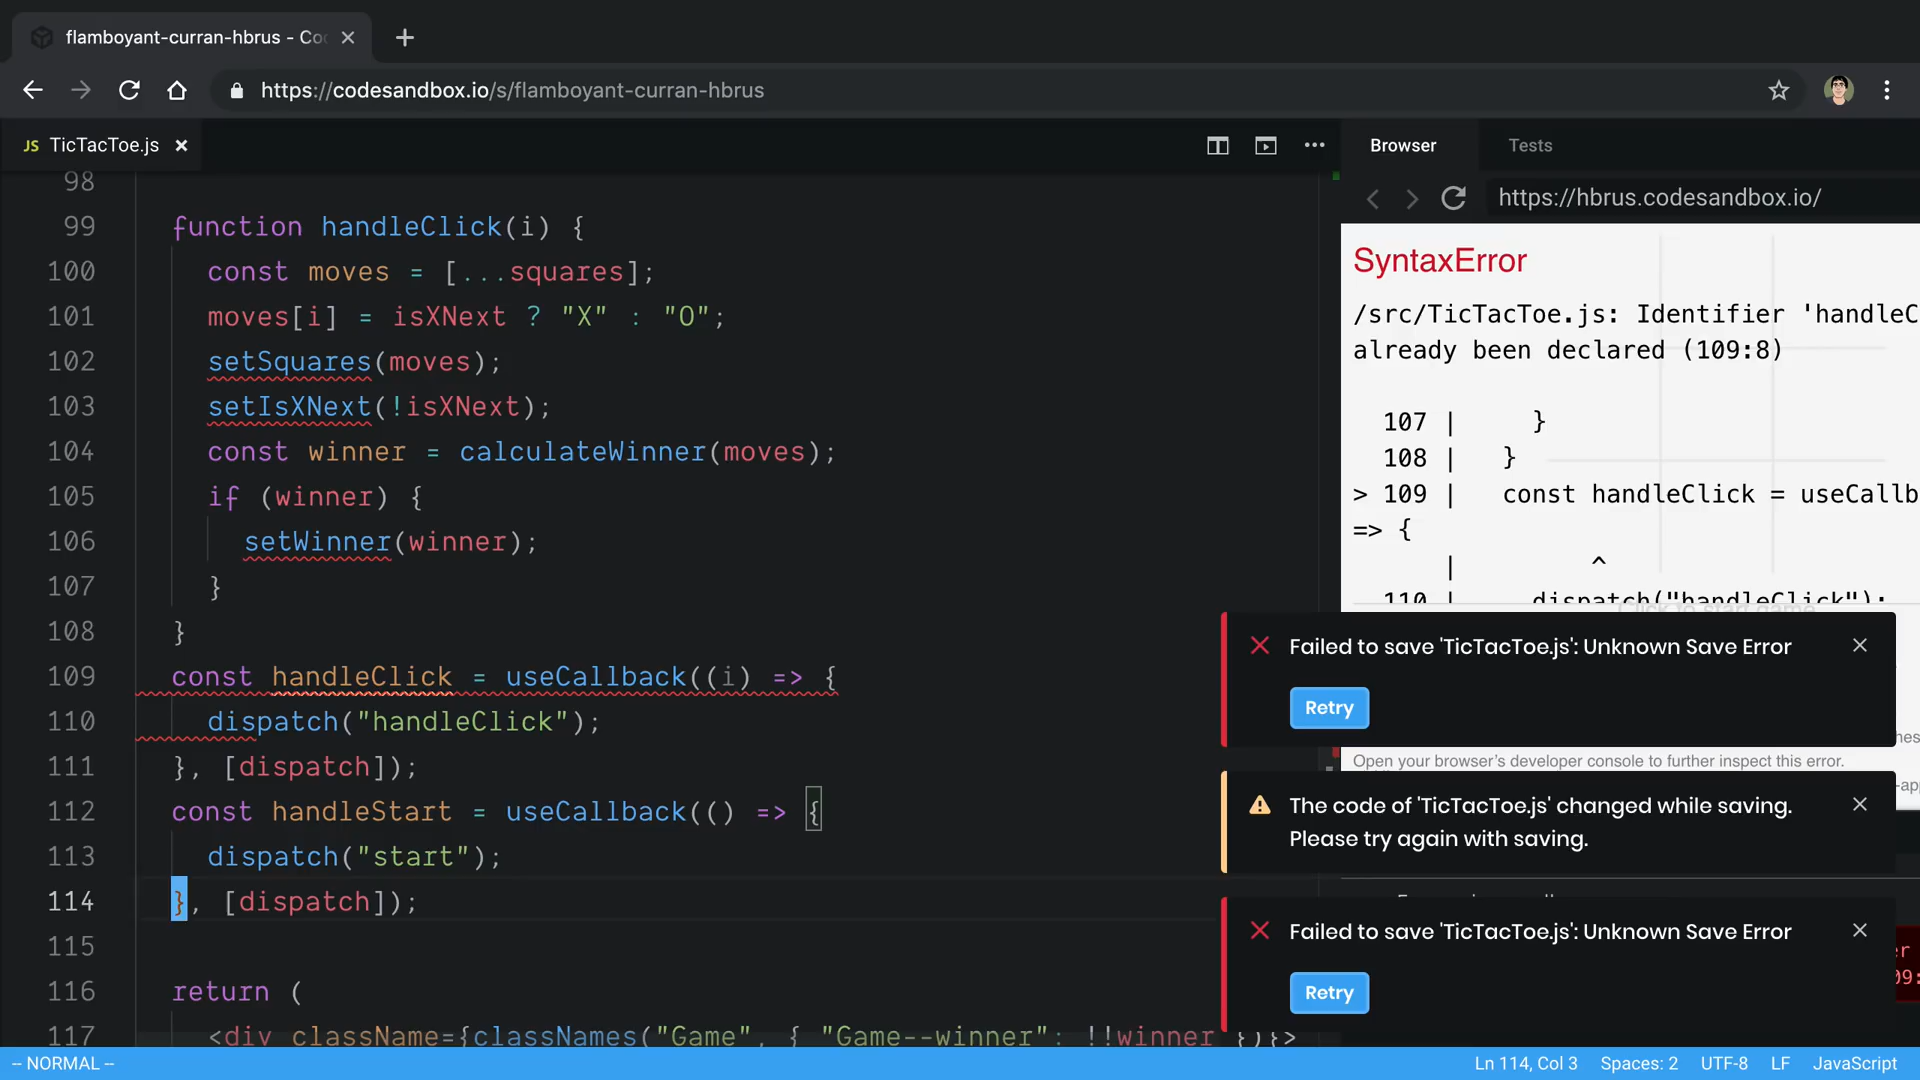 flamboyant-curran-hbrus - Co
https://codesandbox.io/s/flamboyant-curran-hbrus
JS TicTacToe.js
98
99 function handleClick(i) {
100 const moves = [...squares];
101 moves[i] = isXNext ? "X" : "O";
102 setSquares(moves);
103 setIsXNext(!isXNext);
104 const winner = calculateWinner(moves);
105 if (winner) {
106 setWinner(winner);
107 }
108 }
109 const handleClick = useCallback((i) => {
110 dispatch("handleClick");
111 }, [dispatch]);
112 const handleStart = useCallback(() => {
113 dispatch("start");
114 }, [dispatch]);
115
116 return (
117 <div className={classNames("Game", { "Game--winner": !!winner })}>
Browser Tests
https://hbrus.codesandbox.io/
SyntaxError
/src/TicTacToe.js: Identifier 'handleC
already been declared (109:8)
107 | }
108 | }
> 109 | const handleClick = useCallb
=> {
| ^
110 | dispatch("handleClick");
Click to start game
Failed to save 'TicTacToe.js': Unknown Save Error
Retry
Open your browser's developer console to further inspect this error.
The code of 'TicTacToe.js' changed while saving.
Please try again with saving.
Failed to save 'TicTacToe.js': Unknown Save Error
Retry
-- NORMAL --
Ln 114, Col 3 Spaces: 2 UTF-8 LF JavaScript